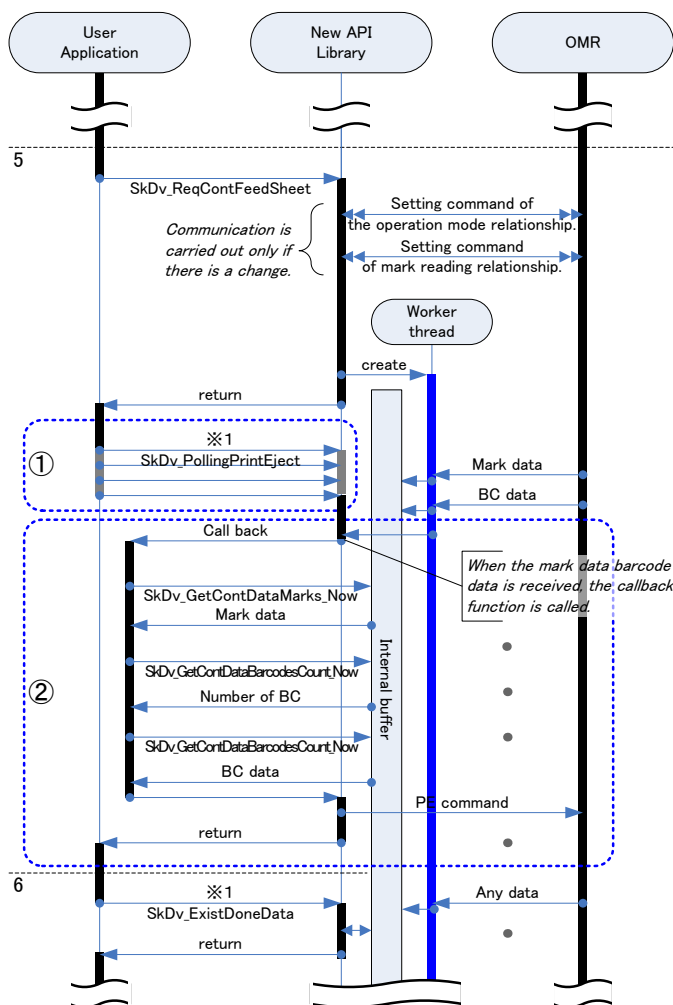 User
Application
New API
Library
OMR
5
SkDv_ReqContFeedSheet
Communication is
carried out only if
there is a change.
Setting command of
the operation mode relationship.
Setting command
of mark reading relationship.
Worker
thread
create
return
①
※1
SkDv_PollingPrintEject
Mark data
BC data
②
Call back
When the mark data barcode
data is received, the callback
function is called.
SkDv_GetContDataMarks_Now
Mark data
SkDv_GetContDataBarcodesCount_Now
Number of BC
SkDv_GetContDataBarcodesCount_Now
BC data
Internal buffer
PE command
return
6
※1
SkDv_ExistDoneData
Any data
return